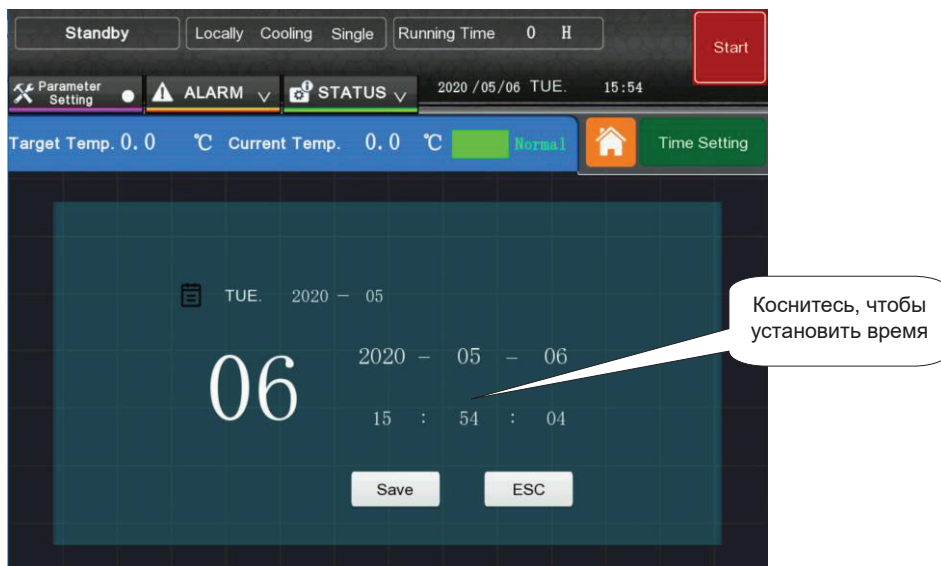 Standby Locally Cooling Single Running Time 0 H Start
Parameter Setting ALARM STATUS 2020 /05/06 TUE. 15:54
Target Temp. 0.0 ℃ Current Temp. 0.0 ℃ Normal Time Setting
TUE. 2020 — 05
06
2020 — 05 — 06
15 : 54 : 04
Save ESC
Коснитесь, чтобы
установить время